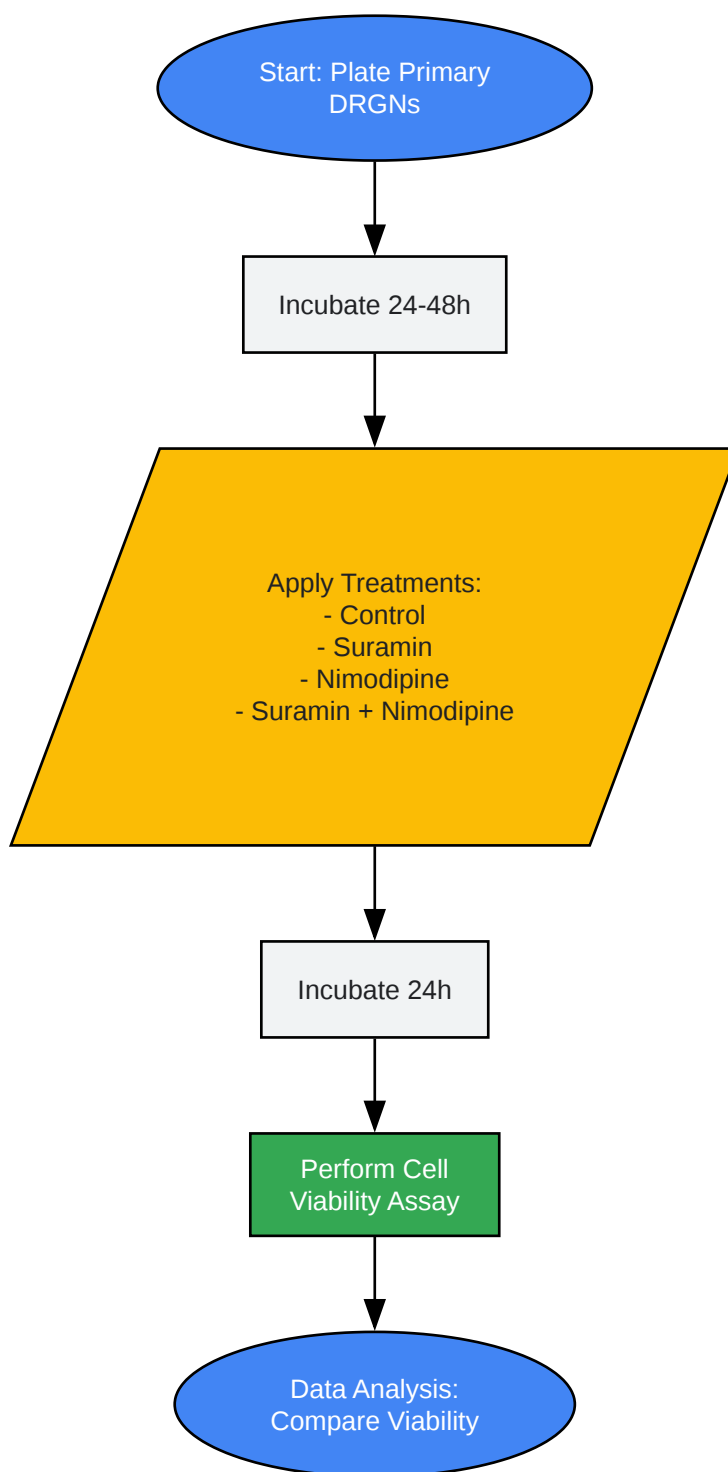 Start: Plate Primary
DRGNs
Incubate 24-48h
Apply Treatments:
- Control
- Suramin
- Nimodipine
- Suramin + Nimodipine
Incubate 24h
Perform Cell
Viability Assay
Data Analysis:
Compare Viability